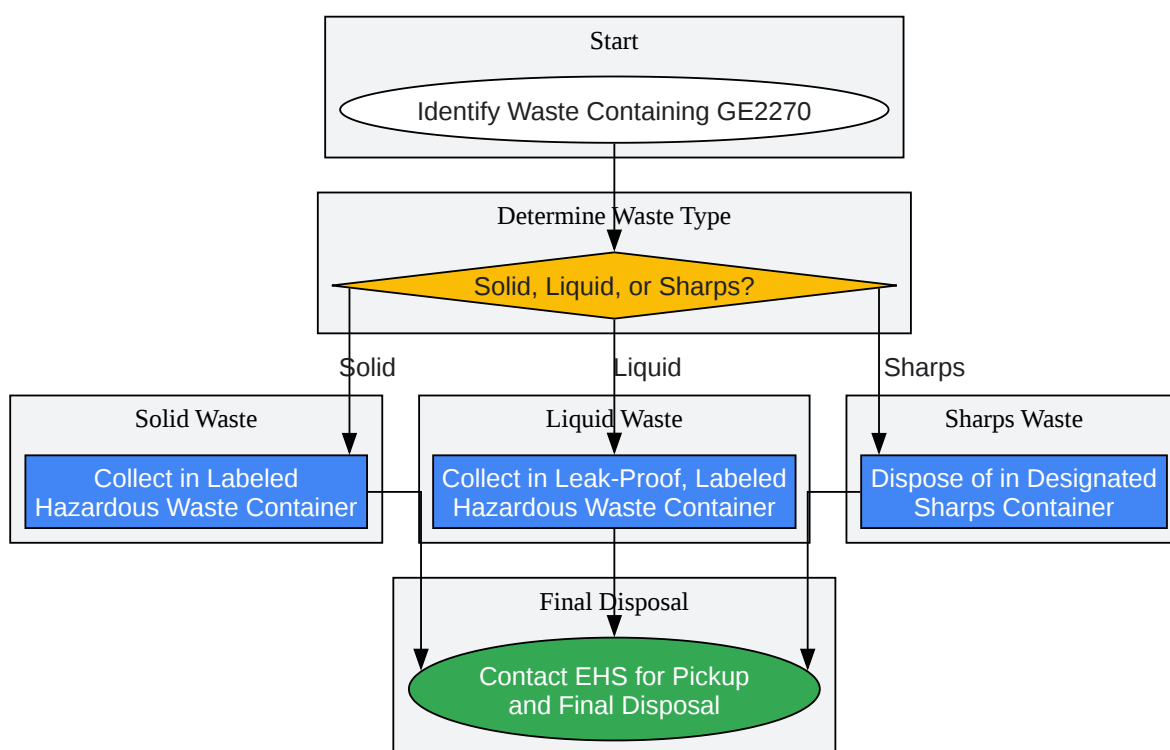 Start
Identify Waste Containing GE2270
Determine Waste Type
Solid, Liquid, or Sharps?
Solid
Liquid
Sharps
Solid Waste
Collect in Labeled
Hazardous Waste Container
Liquid Waste
Collect in Leak-Proof, Labeled
Hazardous Waste Container
Sharps Waste
Dispose of in Designated
Sharps Container
Final Disposal
Contact EHS for Pickup
and Final Disposal